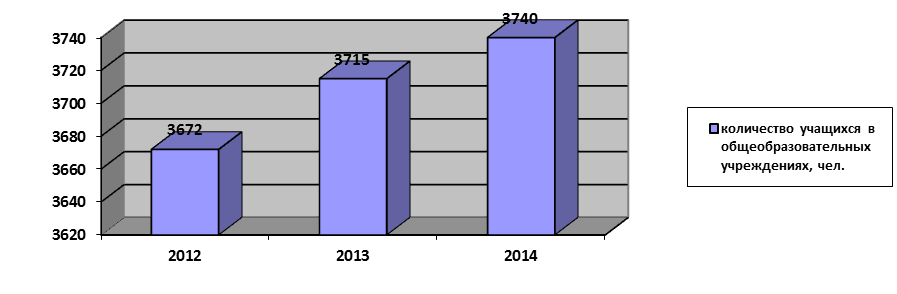 3740
3715
3672
3740
3720
3700
3680
3660
3640
3620
2012 2013 2014
количество учащихся в
общеобразовательных
учреждениях, чел.